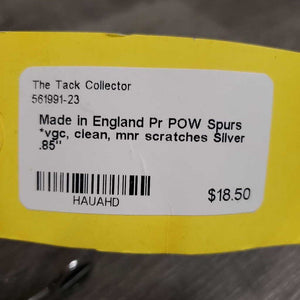 The Tack Collector
561991-23
Made in England Pr POW Spurs
*vgc, clean, mnr scratches Silver
.85"
HAUAHD
$18.50